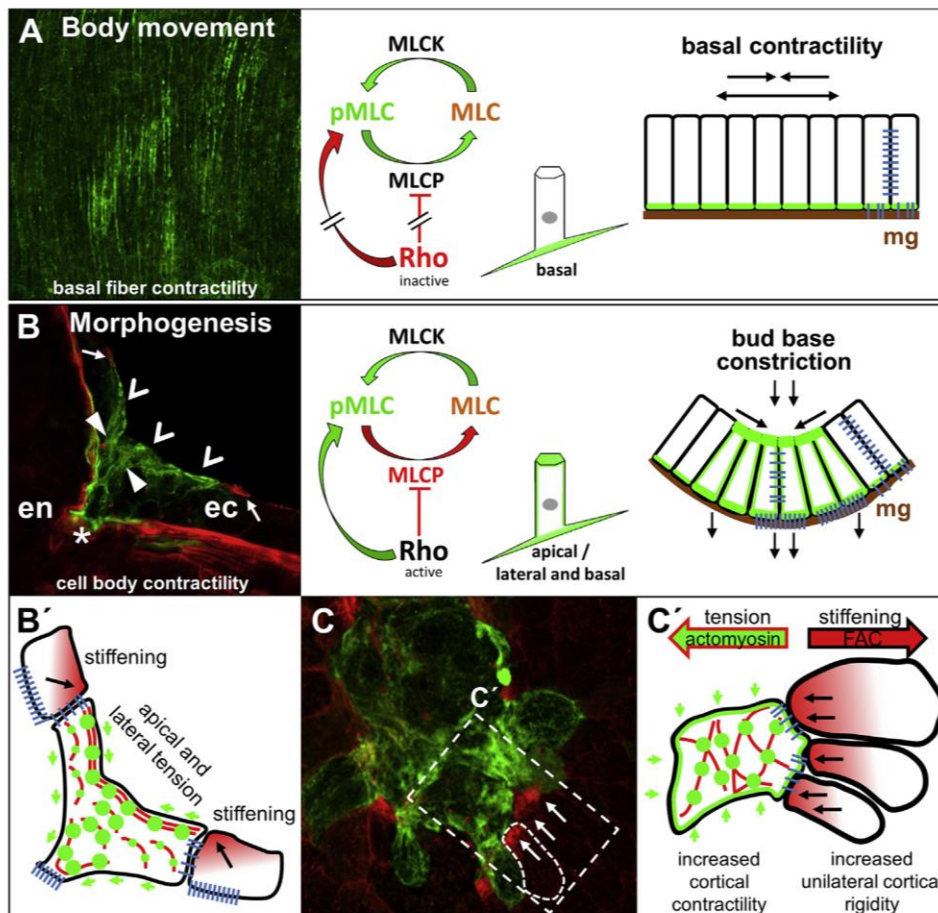 A
Body movement
basal fiber contractility
MLCK
pMLC
MLC
MLCP
Rho
inactive
basal
basal contractility
mg
B
Morphogenesis
en
ec
*
cell body contractility
MLCK
pMLC
MLC
MLCP
Rho
active
apical /
lateral and basal
bud base
constriction
mg
B´
stiffening
apical and
lateral tension
stiffening
C
C´
C´
tension
actomyosin
stiffening
FAC
increased
cortical
contractility
increased
unilateral cortical
rigidity